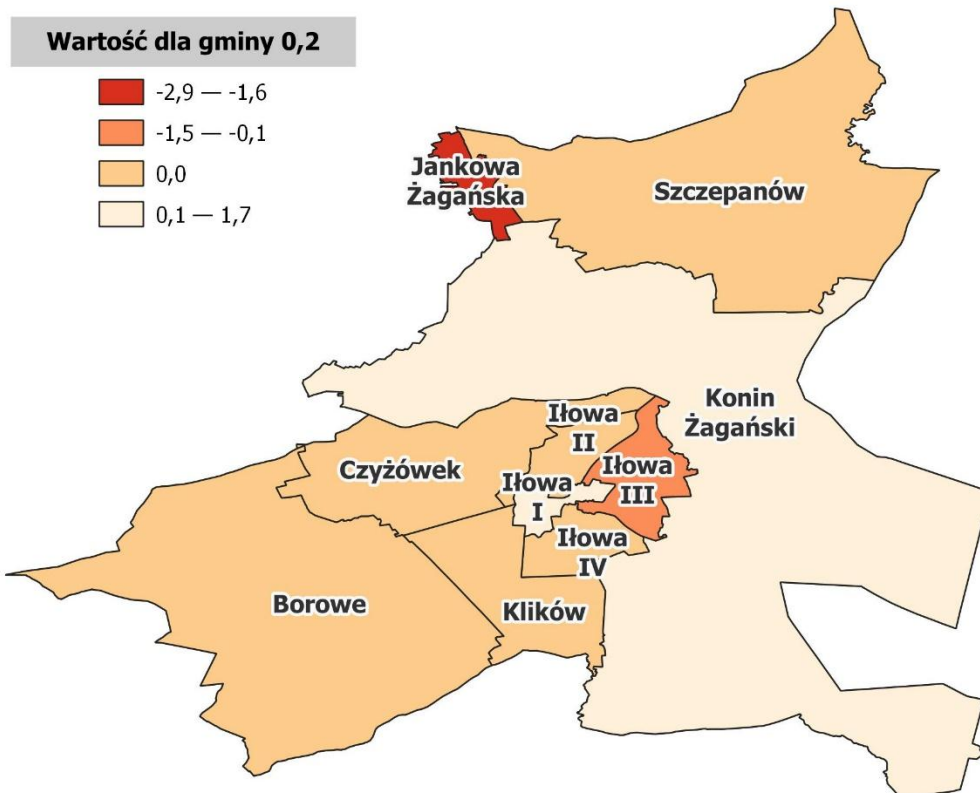 Wartość dla gminy 0,2
-2,9 — -1,6
-1,5 — -0,1
0,0
0,1 — 1,7
Jankowa
Żagańska
Szczepanów
Konin
Żagański
Iłowa
II
Czyżówek
Iłowa
III
Iłowa
I
Iłowa
IV
Borowe
Klików